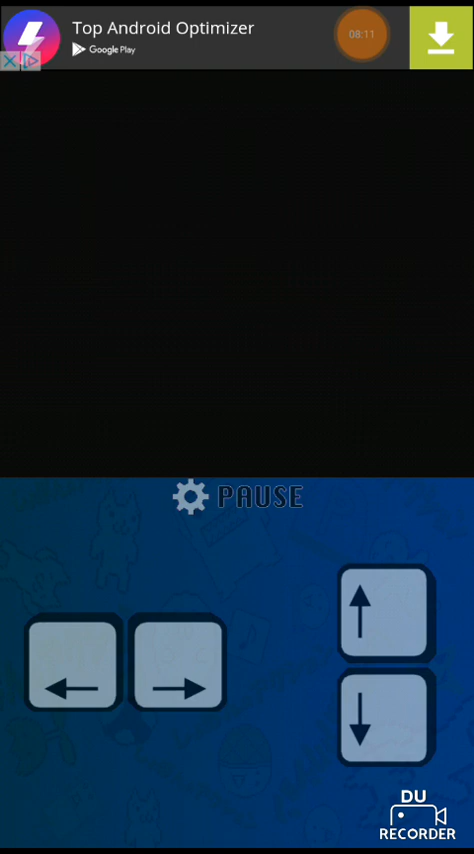 Top Android Optimizer
Google Play
08:11
PAUSE
DU
RECORDER